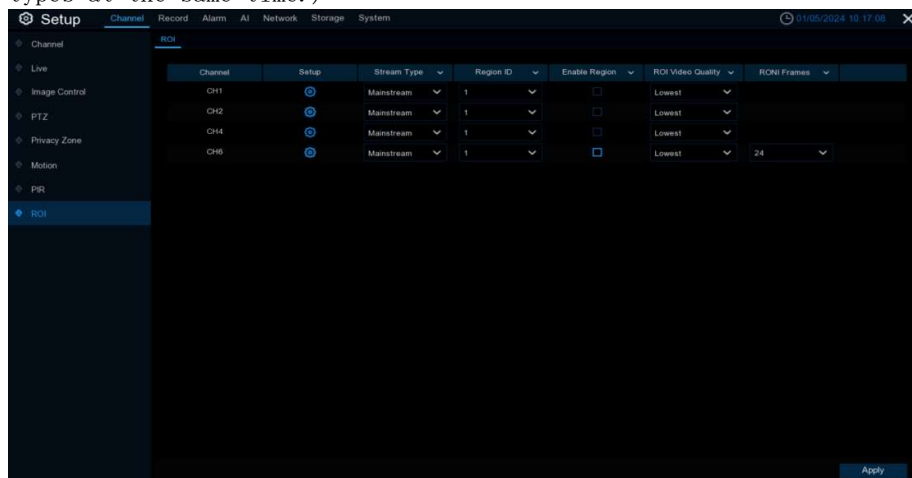 types at the same time.)
Setup Channel Record Alarm AI Network Storage System 01/05/2024 10:17:08
Channel ROI
Live
Channel Setup Stream Type Region ID Enable Region ROI Video Quality RONI Frames
Image Control CH1 Mainstream 1 Lowest
PTZ CH2 Mainstream 1 Lowest
Privacy Zone CH4 Mainstream 1 Lowest
CH6 Mainstream 1 Lowest 24
Motion
PIR
ROI
Apply